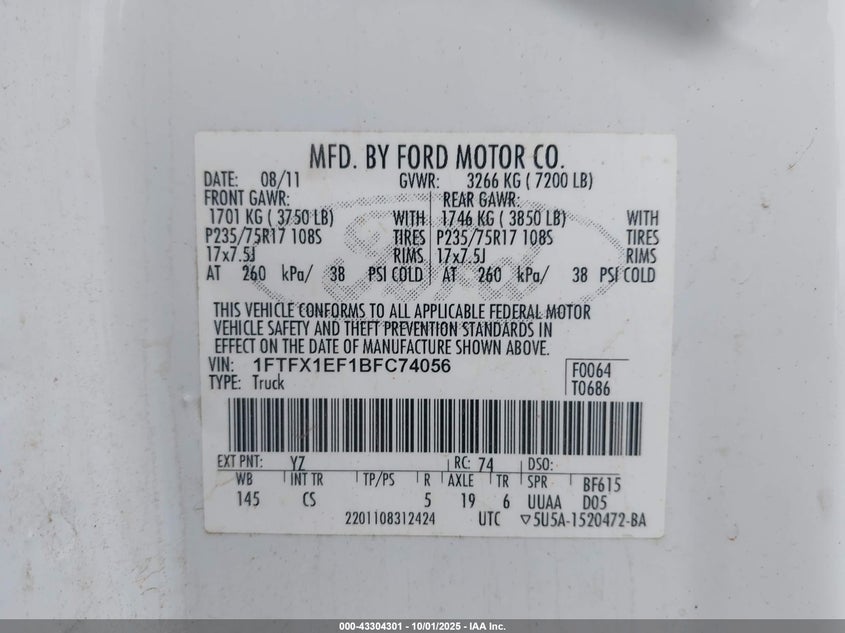 MFD. BY FORD MOTOR CO.
DATE: 08/11 GVWR: 3266 KG ( 7200 LB)
FRONT GAWR: REAR GAWR:
1701 KG ( 3750 LB) WITH 1746 KG ( 3850 LB) WITH
P235/75R17 108S TIRES P235/75R17 108S TIRES
17x7.5J RIMS 17x7.5J RIMS
AT 260 kPa/ 38 PSI COLD AT 260 kPa/ 38 PSI COLD
THIS VEHICLE CONFORMS TO ALL APPLICABLE FEDERAL MOTOR
VEHICLE SAFETY AND THEFT PREVENTION STANDARDS IN
EFFECT ON THE DATE OF MANUFACTURE SHOWN ABOVE.
VIN: 1FTFX1EF1BFC74056 F0064
TYPE: Truck T0686
EXT PNT: YZ RC: 74 DSO:
WB INT TR TP/PS R AXLE TR SPR BF615
145 CS 5 19 6 UUAA D05
2201108312424 UTC ▽5U5A-1520472-BA
000-43304301 - 10/01/2025 - IAA Inc.